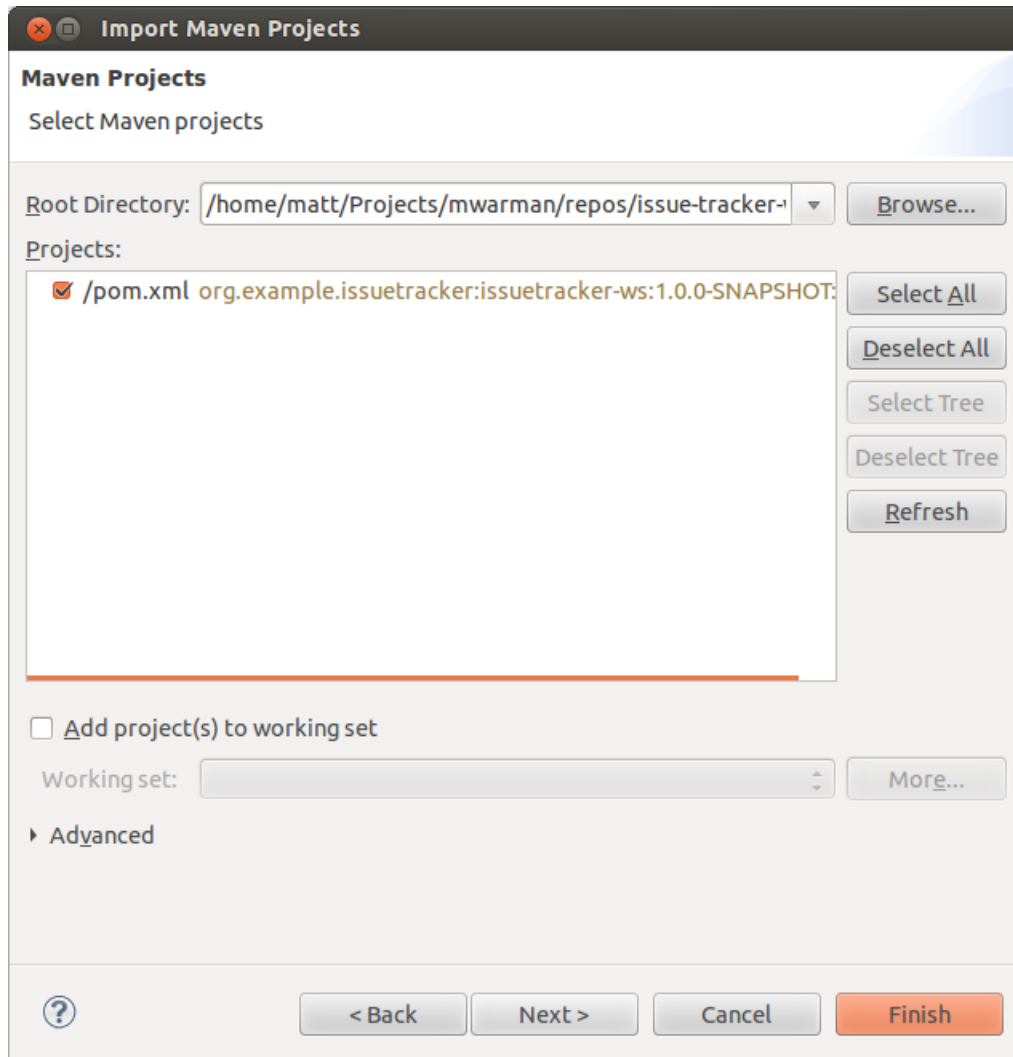 Import Maven Projects
Maven Projects
Select Maven projects
Root Directory: /home/matt/Projects/mwarman/repos/issue-tracker- Browse...
Projects:
/pom.xml org.example.issuetracker:issuetracker-ws:1.0.0-SNAPSHOT:
Select All
Deselect All
Select Tree
Deselect Tree
Refresh
Add project(s) to working set
Working set: More...
Advanced
? < Back Next > Cancel Finish